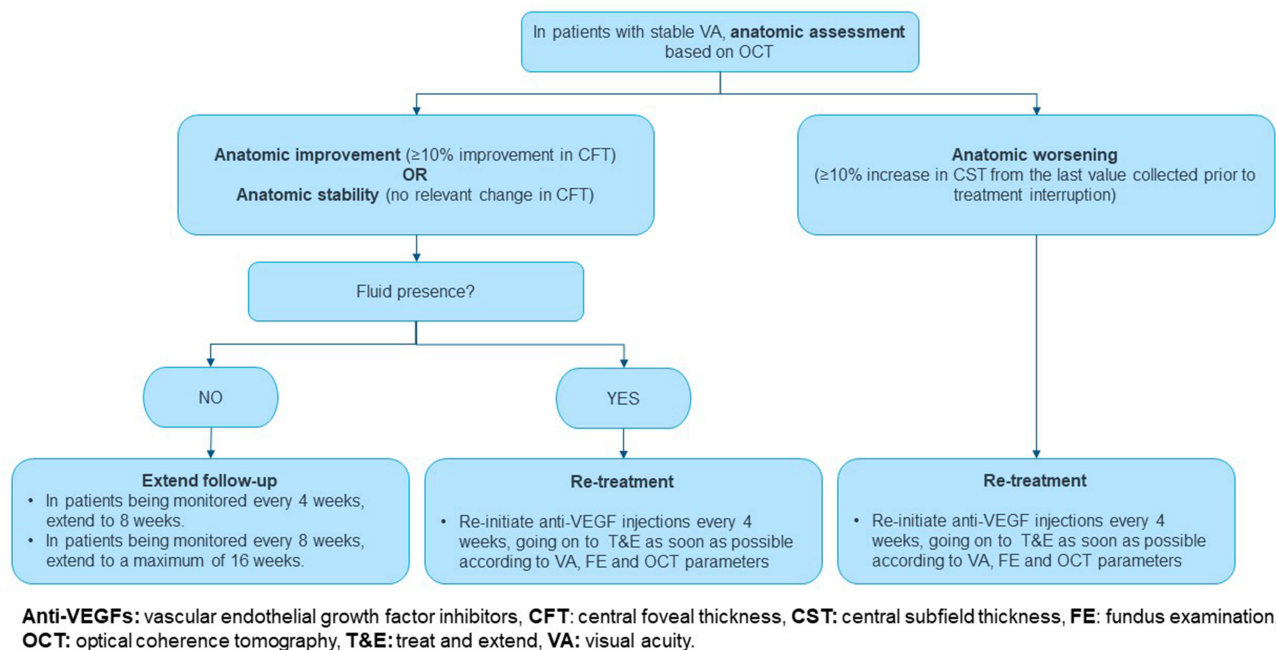 In patients with stable VA, anatomic assessment
based on OCT
Anatomic improvement (≥10% improvement in CFT)
OR
Anatomic stability (no relevant change in CFT)
Anatomic worsening
(≥10% increase in CST from the last value collected prior to
treatment interruption)
Fluid presence?
NO
YES
Extend follow-up
• In patients being monitored every 4 weeks,
extend to 8 weeks.
• In patients being monitored every 8 weeks,
extend to a maximum of 16 weeks.
Re-treatment
• Re-initiate anti-VEGF injections every 4
weeks, going on to T&E as soon as possible
according to VA, FE and OCT parameters
Re-treatment
• Re-initiate anti-VEGF injections every 4
weeks, going on to T&E as soon as possible
according to VA, FE and OCT parameters
Anti-VEGFs: vascular endothelial growth factor inhibitors, CFT: central foveal thickness, CST: central subfield thickness, FE: fundus examination
OCT: optical coherence tomography, T&E: treat and extend, VA: visual acuity.